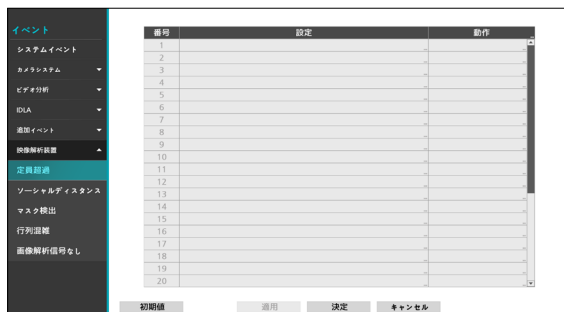 イベント
システムイベント
カメラシステム
ビデオ分析
IDLA
追加イベント
映像解析装置
定員超過
ソーシャルディスタンス
マスク検出
行列混雑
画像解析信号なし
番号 設定 動作
1
2
3
4
5
6
7
8
9
10
11
12
13
14
15
16
17
18
19
20
初期値 適用 決定 キャンセル